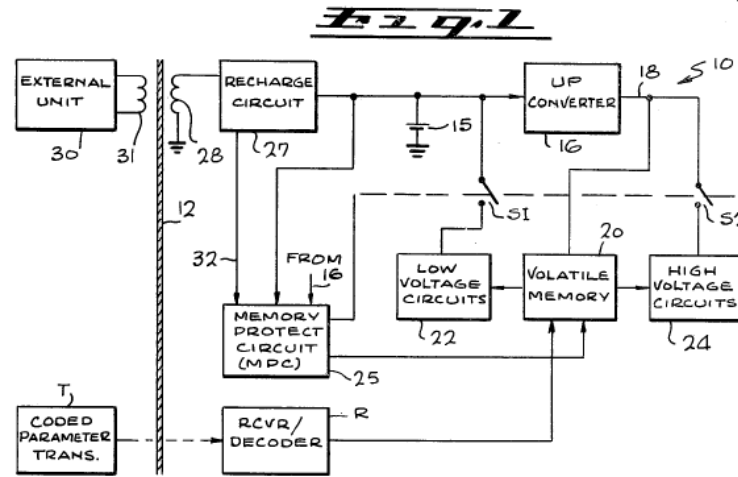 Fig. 1
EXTERNAL
UNIT
30
31
28
RECHARGE
CIRCUIT
27
15
UP
CONVERTER
16
18
10
12
32
FROM
16
S1
LOW
VOLTAGE
CIRCUITS
22
20
VOLATILE
MEMORY
HIGH
VOLTAGE
CIRCUITS
24
MEMORY
PROTECT
CIRCUIT
(MPC)
25
T
CODED
PARAMETER
TRANS.
RCVR/
DECODER
R